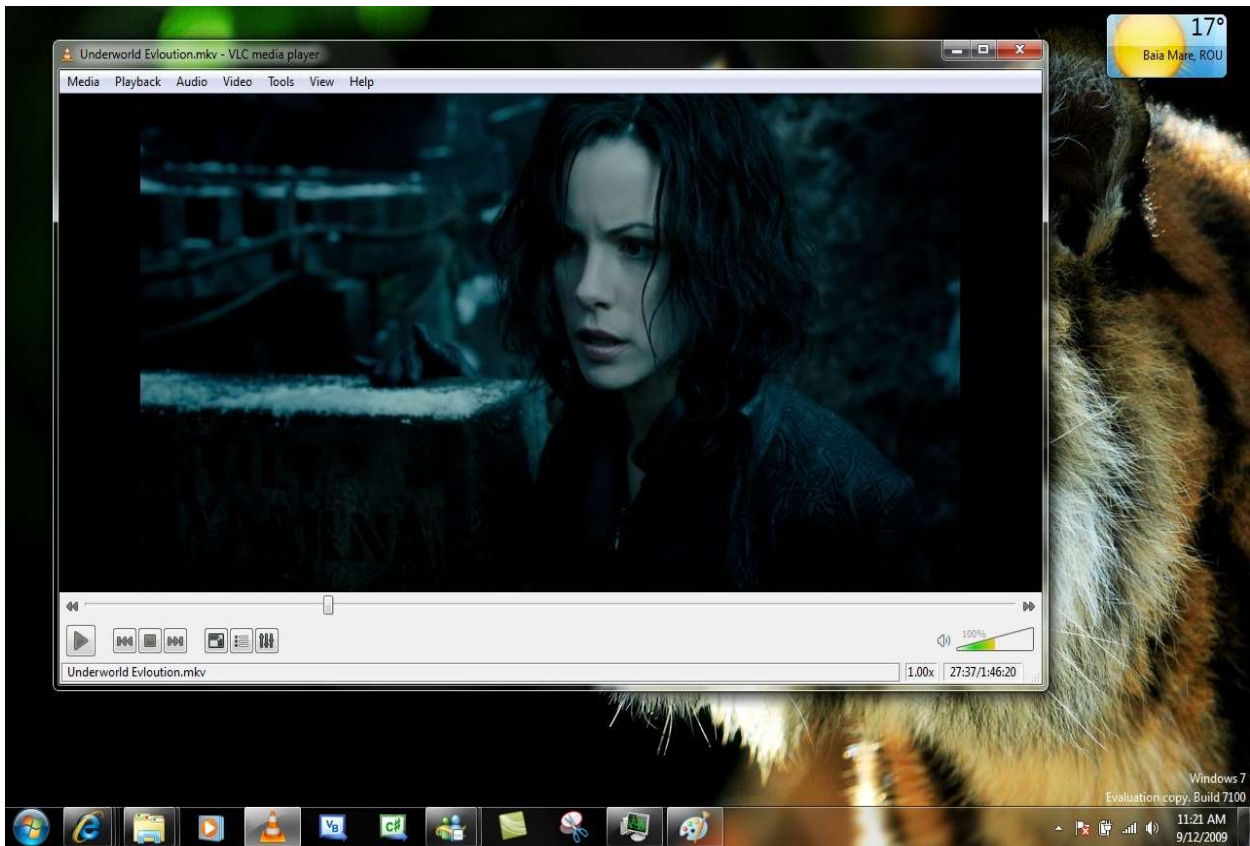 Underworld Evloution.mkv - VLC media player
Media Playback Audio Video Tools View Help
17°
Baia Mare, ROU
100%
Underworld Evloution.mkv
1.00x
27:37/1:46:20
Windows 7
Evaluation copy. Build 7100
VB
C#
11:21 AM
9/12/2009